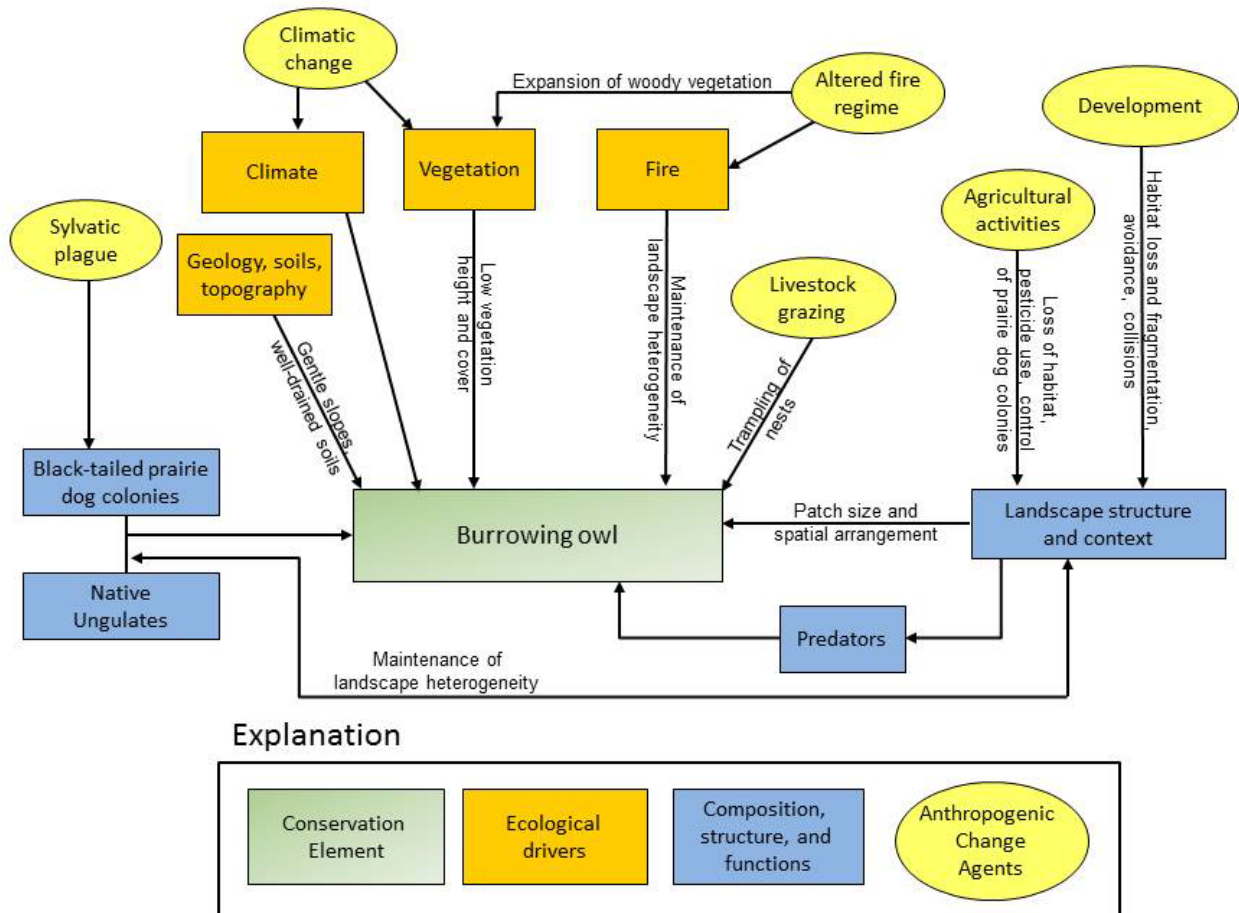 Climatic
change
Expansion of woody vegetation
Altered fire
regime
Development
Climate
Vegetation
Fire
Agricultural
activities
Sylvatic
plague
Geology, soils,
topography
Livestock
grazing
Gentle slopes,
well-drained soils
Low vegetation
height and cover
Maintenance of
landscape heterogeneity
Trampling of
nests
Loss of habitat,
pesticide use, control
of prairie dog colonies
Habitat loss and fragmentation,
avoidance, collisions
Black-tailed prairie
dog colonies
Burrowing owl
Patch size and
spatial arrangement
Landscape structure
and context
Native
Ungulates
Predators
Maintenance of
landscape heterogeneity
Explanation
Conservation
Element
Ecological
drivers
Composition,
structure, and
functions
Anthropogenic
Change
Agents